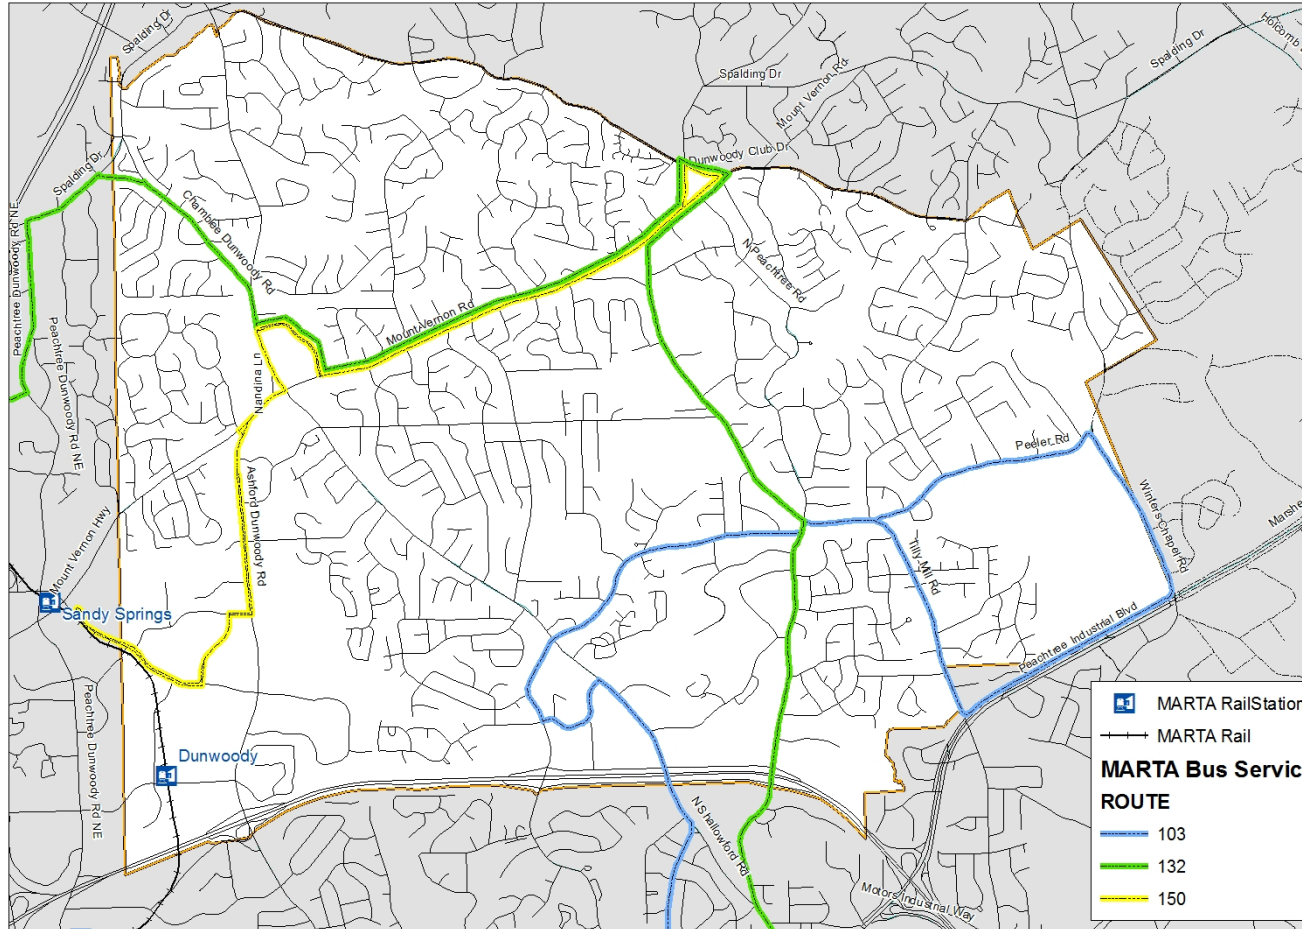 Spalding Dr
Holcomb
Spalding Dr
Spalding Dr
Mount Vernon Rd
Dunwoody Club Dr
Spalding Dr
Chamblee Dunwoody Rd
Peachtree Dunwoody Rd NE
N Peachtree Rd
Mount Vernon Rd
Peachtree Dunwoody Rd NE
Nandina Ln
Peeler Rd
Ashford Dunwoody Rd
Winters Chapel Rd
Marshe
Mount Vernon Hwy
Tilly Mill Rd
Sandy Springs
Peachtree Industrial Blvd
Peachtree Dunwoody Rd NE
Dunwoody
N Shallowford Rd
Motors Industrial Way
MARTA RailStation
MARTA Rail
MARTA Bus Servic
ROUTE
103
132
150